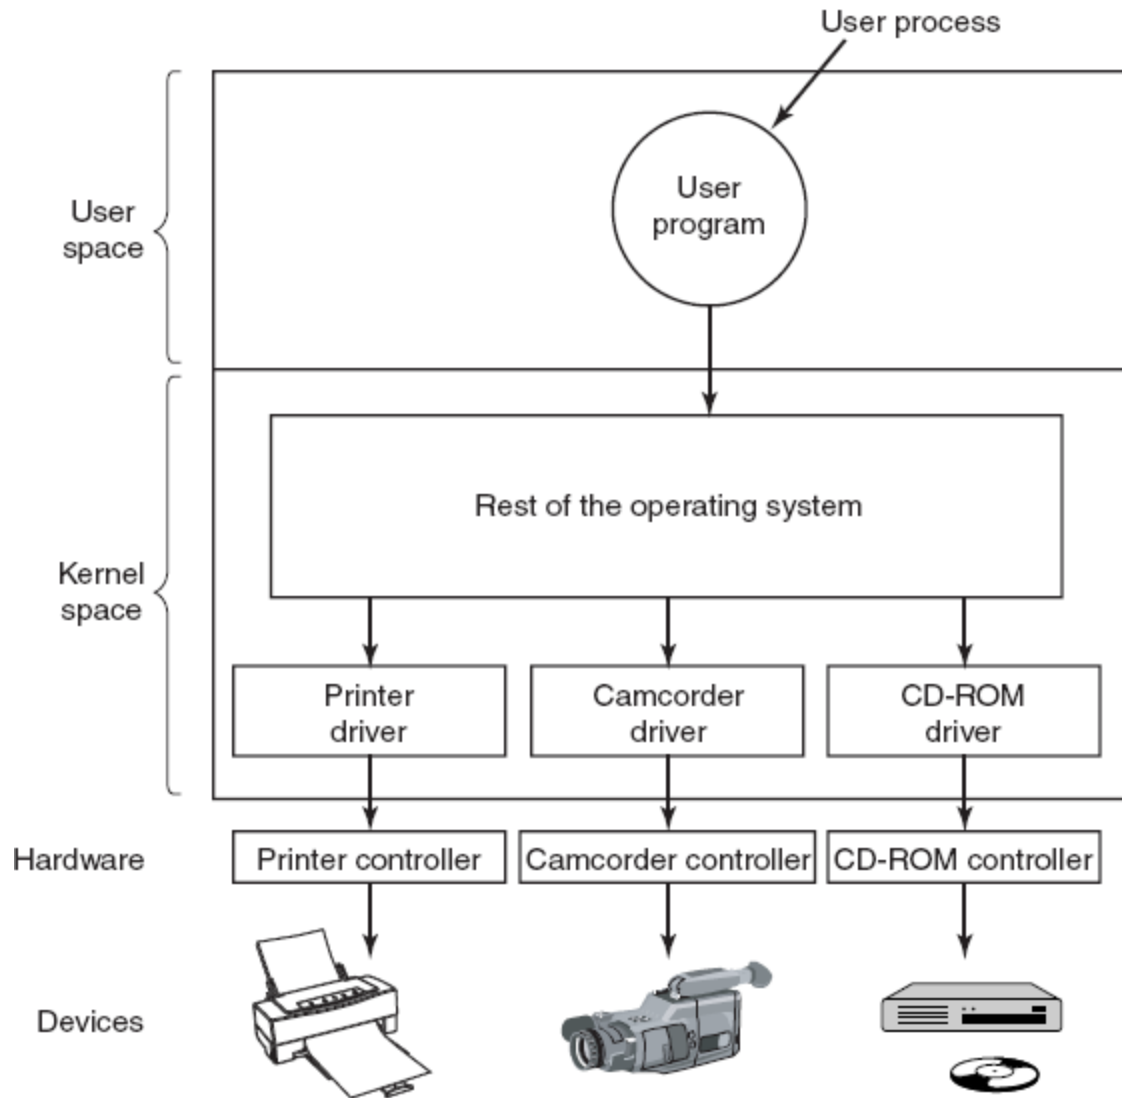 User process
User
program
User
space
Rest of the operating system
Kernel
space
Printer
driver
Camcorder
driver
CD-ROM
driver
Hardware
Printer controller
Camcorder controller
CD-ROM controller
Devices